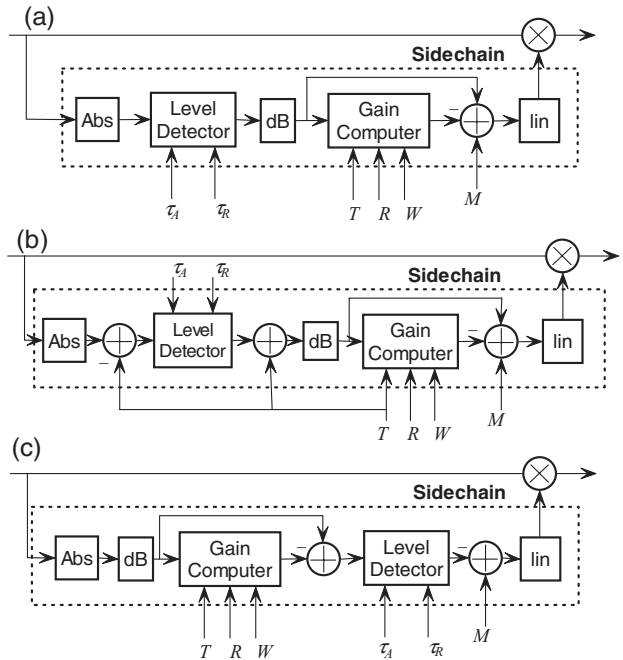 (a)
Sidechain
Abs
Level Detector
dB
Gain Computer
−
+
lin
×
τA
τR
T
R
W
M
(b)
×
τA
τR
Sidechain
Abs
+
−
Level Detector
+
dB
Gain Computer
−
+
lin
T
R
W
M
(c)
×
Sidechain
Abs
dB
Gain Computer
−
+
Level Detector
−
+
lin
T
R
W
τA
τR
M